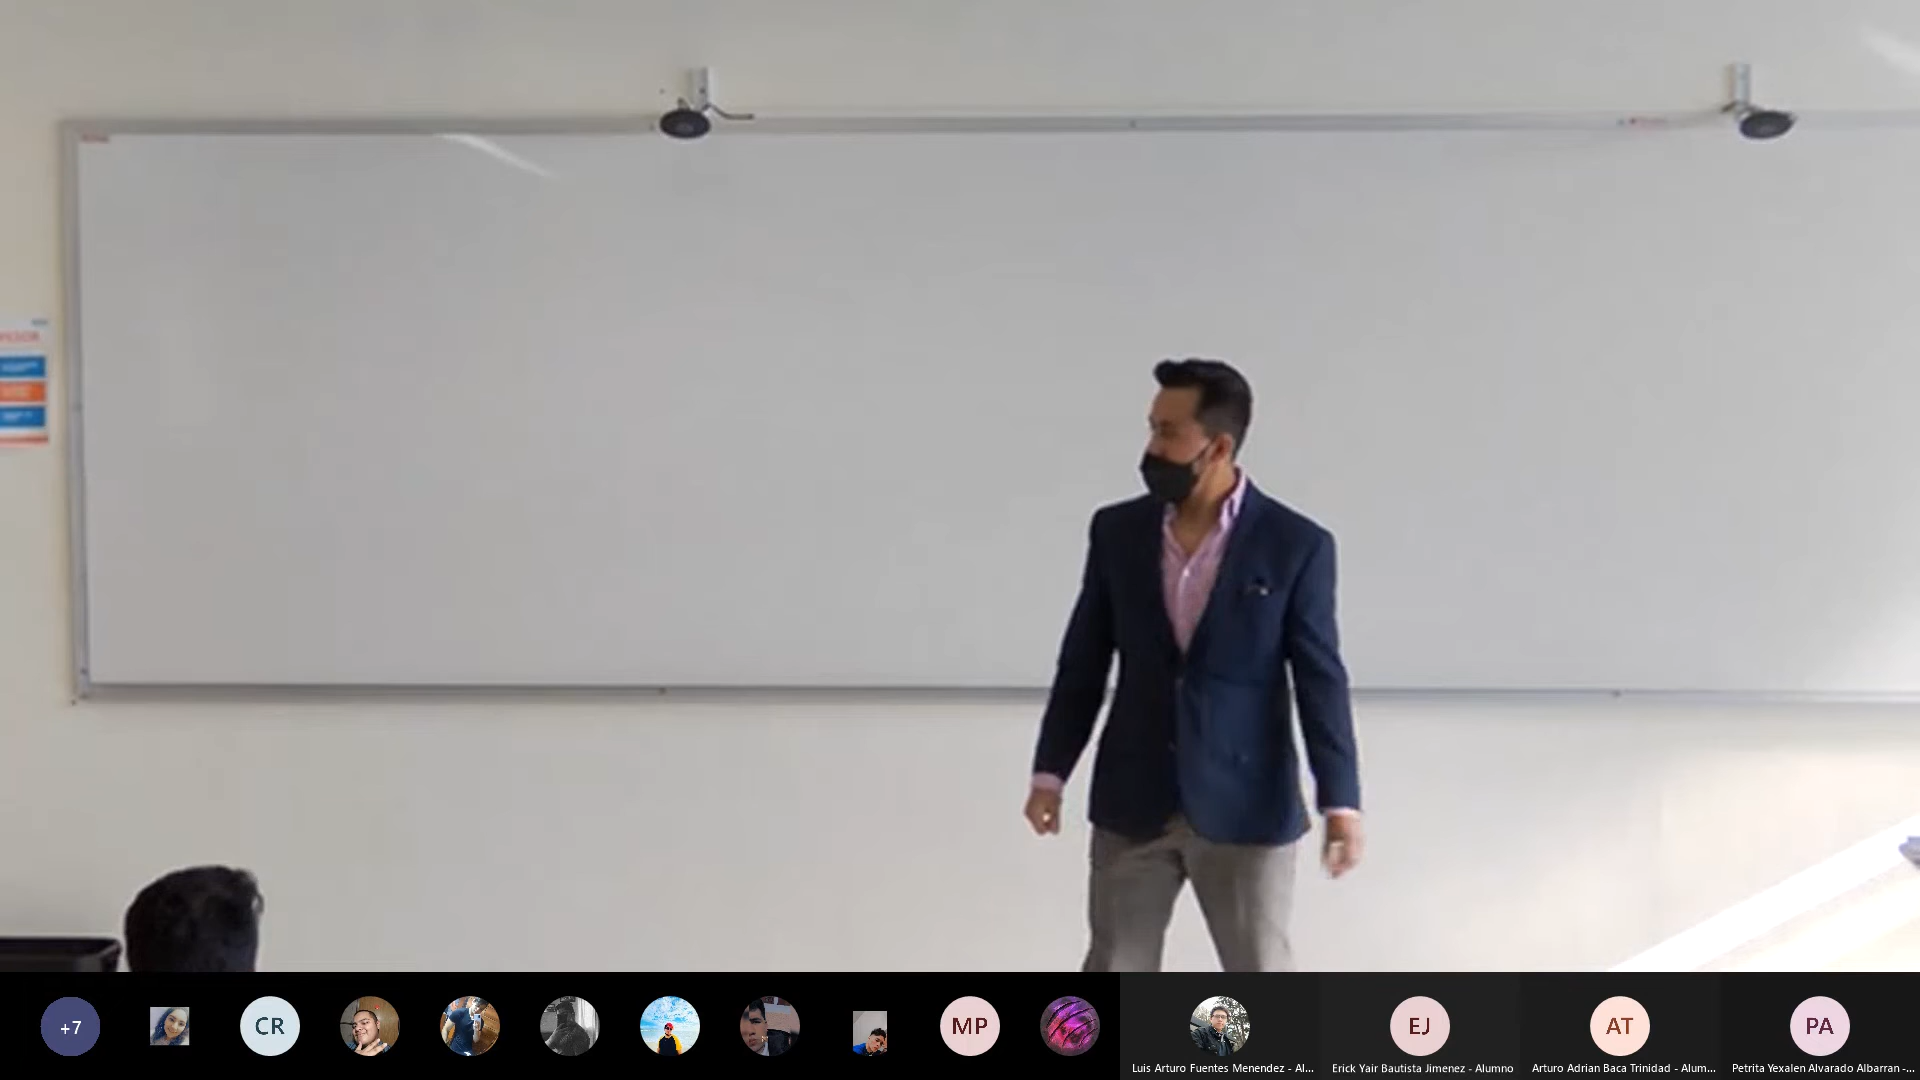 +7
CR
MP
EJ
AT
PA
Luis Arturo Fuentes Menendez - Al...
Erick Yair Bautista Jimenez - Alumno
Arturo Adrian Baca Trinidad - Alum...
Petrita Yexalen Alvarado Albarran -...